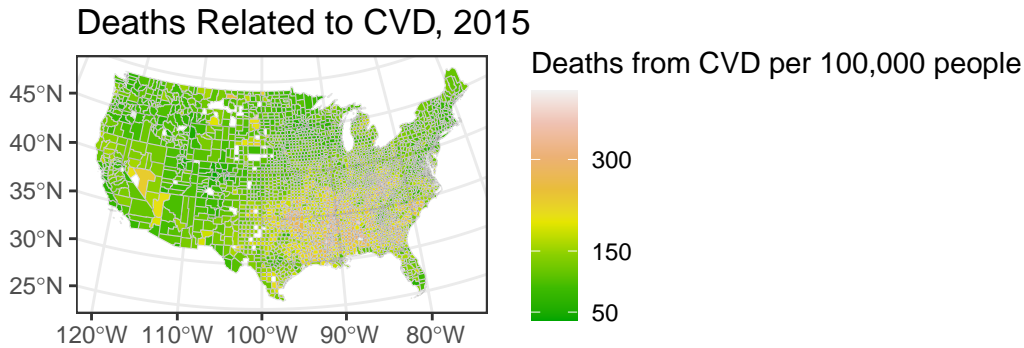 Deaths Related to CVD, 2015
Deaths from CVD per 100,000 people
45°N
40°N
35°N
30°N
25°N
120°W 110°W 100°W 90°W 80°W
300
150
50